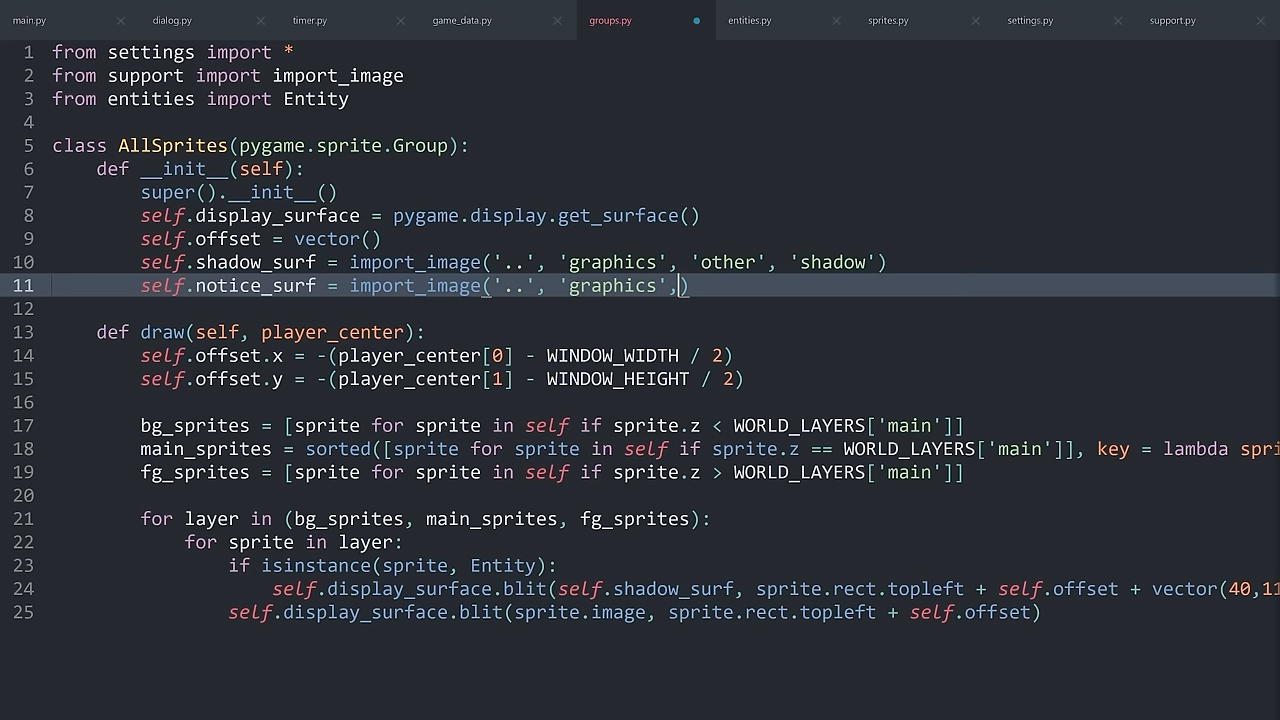 main.py dialog.py timer.py game_data.py groups.py entities.py sprites.py settings.py support.py
1 from settings import *
2 from support import import_image
3 from entities import Entity
4
5 class AllSprites(pygame.sprite.Group):
6     def __init__(self):
7         super().__init__()
8         self.display_surface = pygame.display.get_surface()
9         self.offset = vector()
10         self.shadow_surf = import_image('..', 'graphics', 'other', 'shadow')
11         self.notice_surf = import_image('..', 'graphics',)
12
13     def draw(self, player_center):
14         self.offset.x = -(player_center[0] - WINDOW_WIDTH / 2)
15         self.offset.y = -(player_center[1] - WINDOW_HEIGHT / 2)
16
17         bg_sprites = [sprite for sprite in self if sprite.z < WORLD_LAYERS['main']]
18         main_sprites = sorted([sprite for sprite in self if sprite.z == WORLD_LAYERS['main']], key = lambda spri
19         fg_sprites = [sprite for sprite in self if sprite.z > WORLD_LAYERS['main']]
20
21         for layer in (bg_sprites, main_sprites, fg_sprites):
22             for sprite in layer:
23                 if isinstance(sprite, Entity):
24                     self.display_surface.blit(self.shadow_surf, sprite.rect.topleft + self.offset + vector(40,11
25                 self.display_surface.blit(sprite.image, sprite.rect.topleft + self.offset)